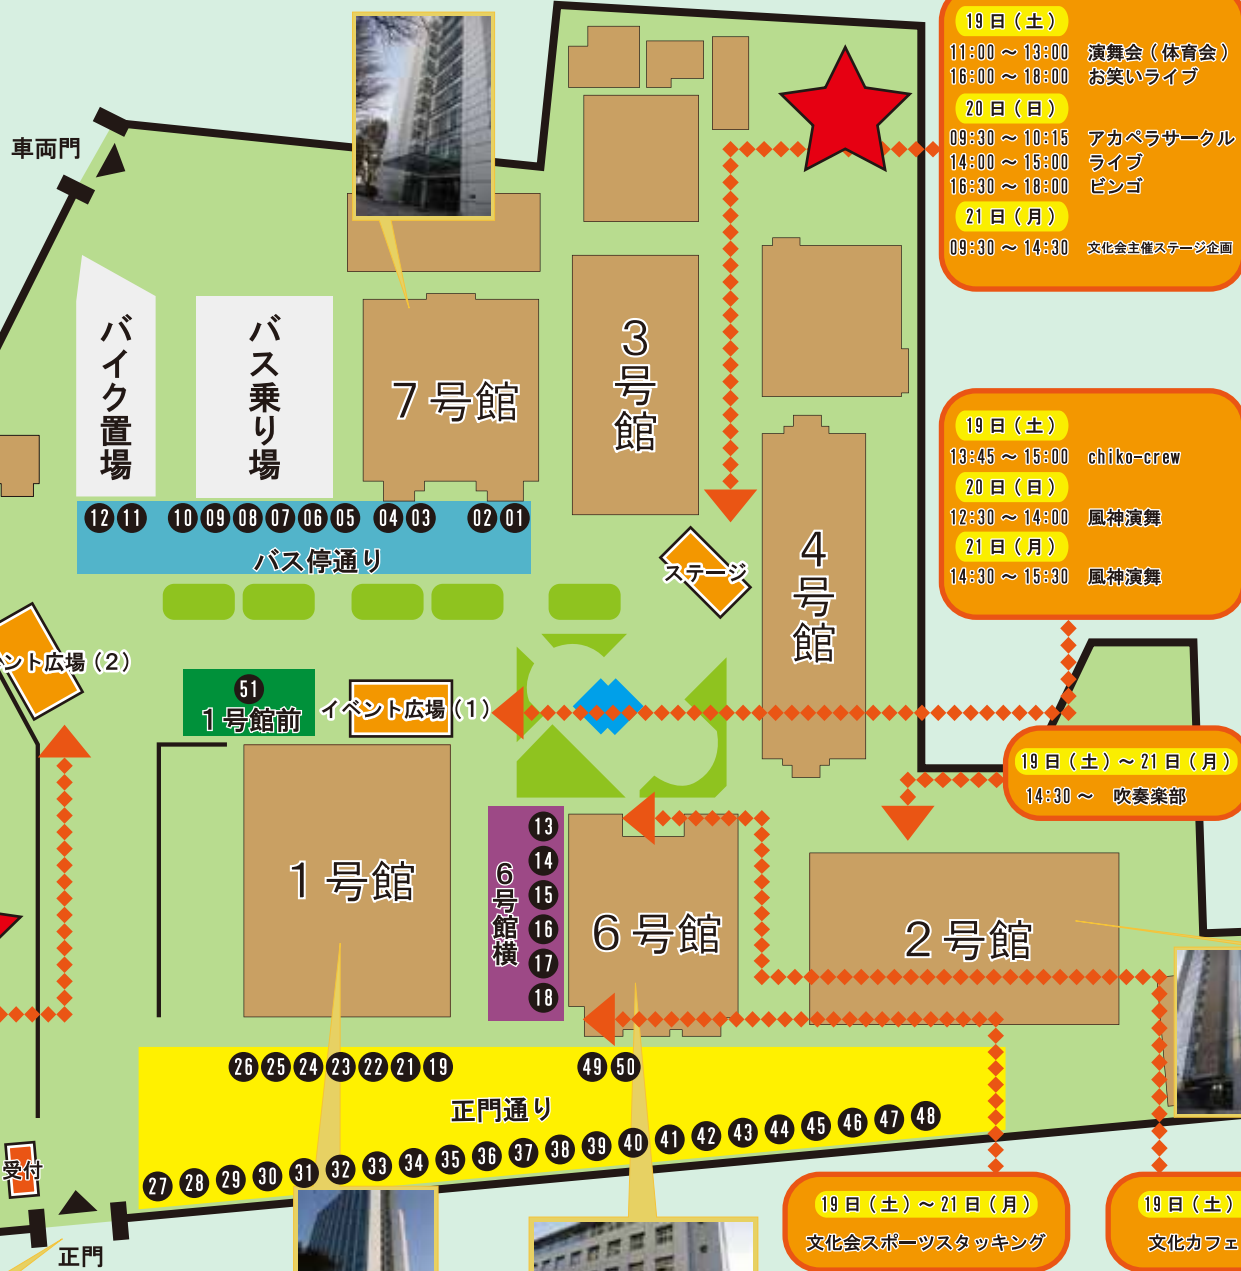 19日(土)
11:00 ～ 13:00 演舞会(体育会)
16:00 ～ 18:00 お笑いライブ
20日(日)
09:30 ～ 10:15 アカペラサークル
14:00 ～ 15:00 ライブ
16:30 ～ 18:00 ビンゴ
21日(月)
09:30 ～ 14:30 文化会主催ステージ企画
車両門
バイク置場
バス乗り場
7号館
3号館
19日(土)
13:45 ～ 15:00 chiko-crew
20日(日)
12:30 ～ 14:00 風神演舞
21日(月)
14:30 ～ 15:30 風神演舞
12 11 10 09 08 07 06 05 04 03 02 01
バス停通り
ステージ
4号館
ント広場(2)
51
1号館前
イベント広場(1)
19日(土)～21日(月)
14:30 ～ 吹奏楽部
1号館
6号館横
13
14
15
16
17
18
6号館
2号館
26 25 24 23 22 21 19 49 50
正門通り
27 28 29 30 31 32 33 34 35 36 37 38 39 40 41 42 43 44 45 46 47 48
受付
正門
19日(土)～21日(月)
文化会スポーツスタッキング
19日(土)
文化カフェ